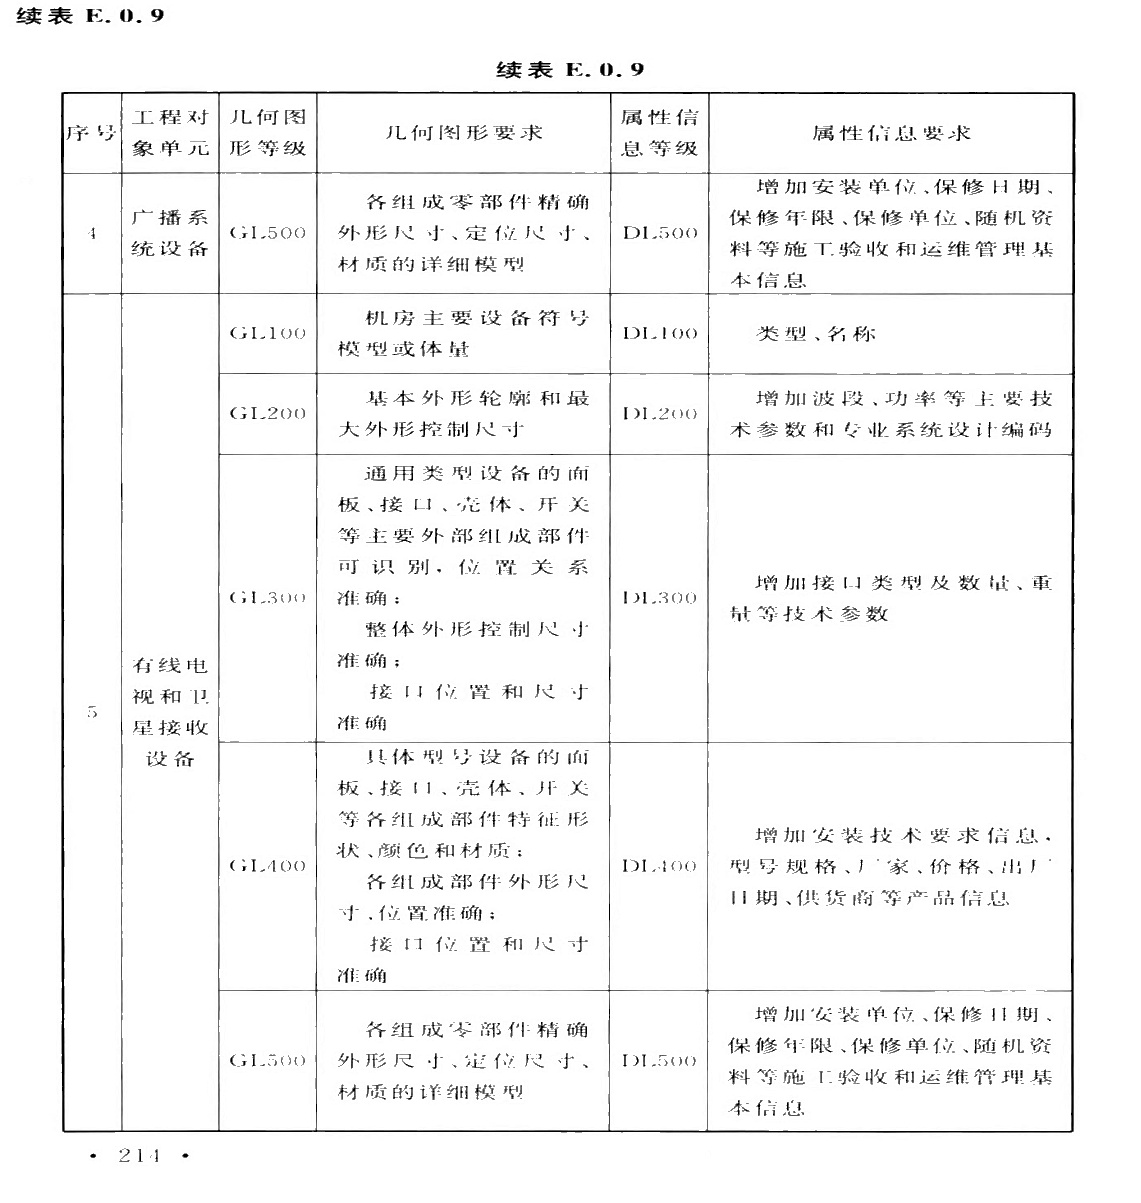 续表 E.0.9
续表 E.0.9
序号
工程对
象单元
几何图
形等级
几何图形要求
属性信
息等级
属性信息要求
4
广播系
统设备
GL500
各组成零部件精确
外形尺寸、定位尺寸、
材质的详细模型
DL500
增加安装单位、保修日期、
保修年限、保修单位、随机资
料等施工验收和运维管理基
本信息
5
有线电
视和卫
星接收
设备
GL100
机房主要设备符号
模型或体量
DL100
类型、名称
GL200
基本外形轮廓和最
大外形控制尺寸
DL200
增加波段、功率等主要技
术参数和专业系统设计编码
GL300
通用类型设备的面
板、接口、壳体、开关
等主要外部组成部件
可识别，位置关系
准确；
整体外形控制尺寸
准确；
接口位置和尺寸
准确
DL300
增加接口类型及数量、重
量等技术参数
GL400
具体型号设备的面
板、接口、壳体、开关
等各组成部件特征形
状、颜色和材质；
各组成部件外形尺
寸、位置准确；
接口位置和尺寸
准确
DL400
增加安装技术要求信息，
型号规格、厂家、价格、出厂
日期、供货商等产品信息
GL500
各组成零部件精确
外形尺寸、定位尺寸、
材质的详细模型
DL500
增加安装单位、保修日期、
保修年限、保修单位、随机资
料等施工验收和运维管理基
本信息
· 214 ·